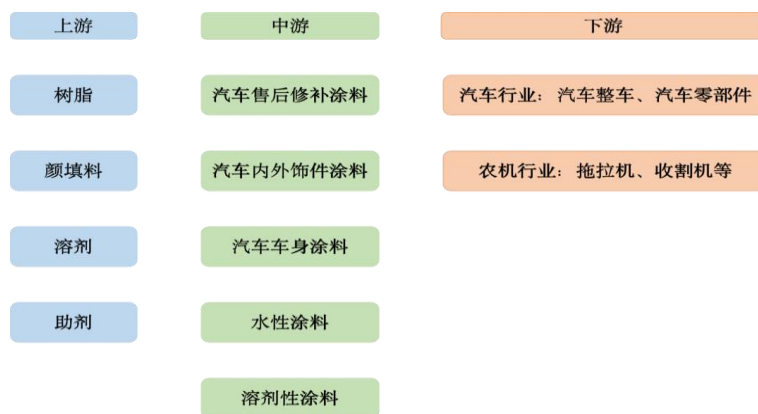 上游
中游
下游
树脂
汽车售后修补涂料
汽车行业：汽车整车、汽车零部件
颜填料
汽车内外饰件涂料
农机行业：拖拉机、收割机等
溶剂
汽车车身涂料
助剂
水性涂料
溶剂性涂料